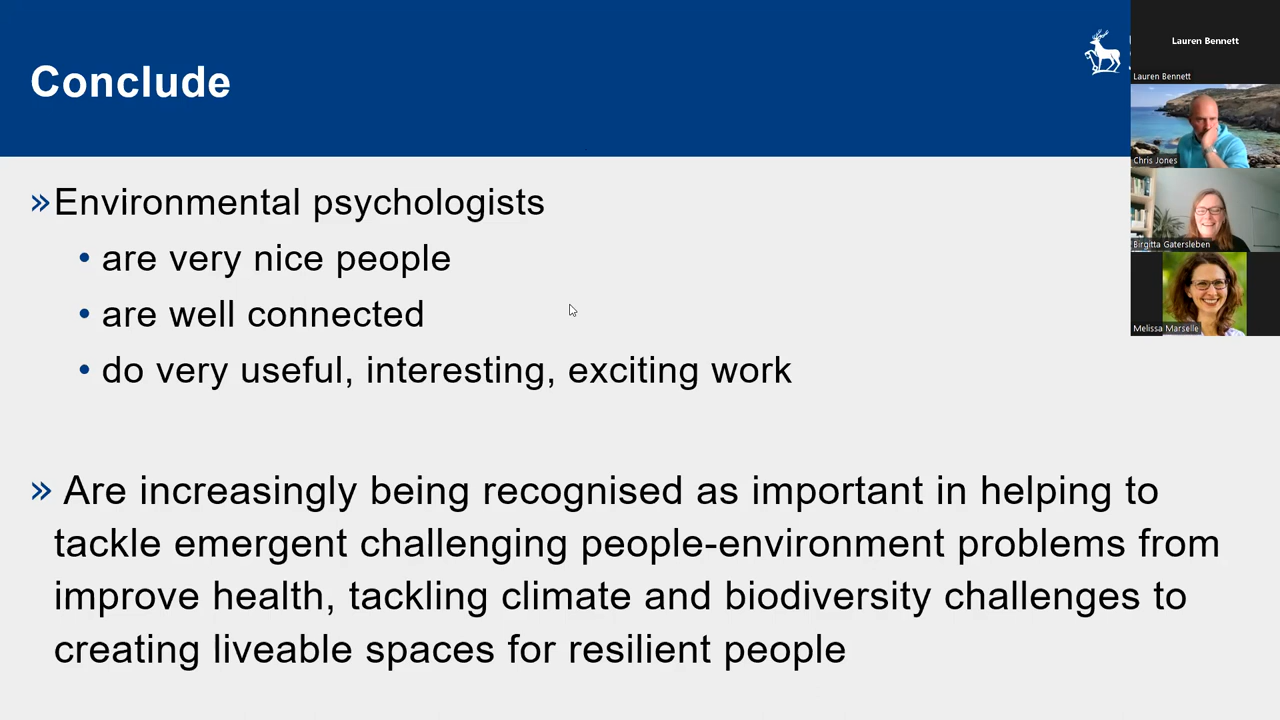 Conclude
»Environmental psychologists
• are very nice people
• are well connected
• do very useful, interesting, exciting work
» Are increasingly being recognised as important in helping to
tackle emergent challenging people-environment problems from
improve health, tackling climate and biodiversity challenges to
creating liveable spaces for resilient people
Lauren Bennett
Lauren Bennett
Chris Jones
Birgitta Gatersleben
Melissa Marselle